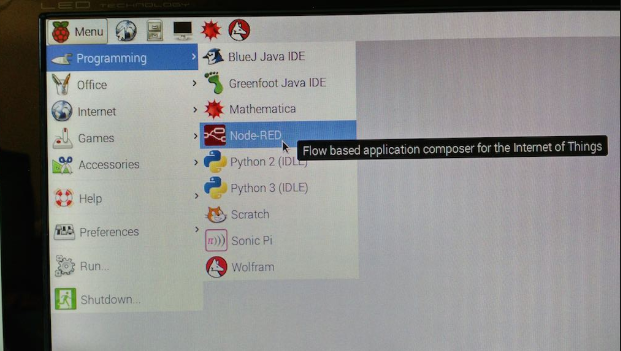 LED TECHNOLOGY
Menu
Programming
Office
Internet
Games
Accessories
Help
Preferences
Run...
Shutdown...
BlueJ Java IDE
Greenfoot Java IDE
Mathematica
Node-RED
Flow based application composer for the Internet of Things
Python 2 (IDLE)
Python 3 (IDLE)
Scratch
Sonic Pi
Wolfram